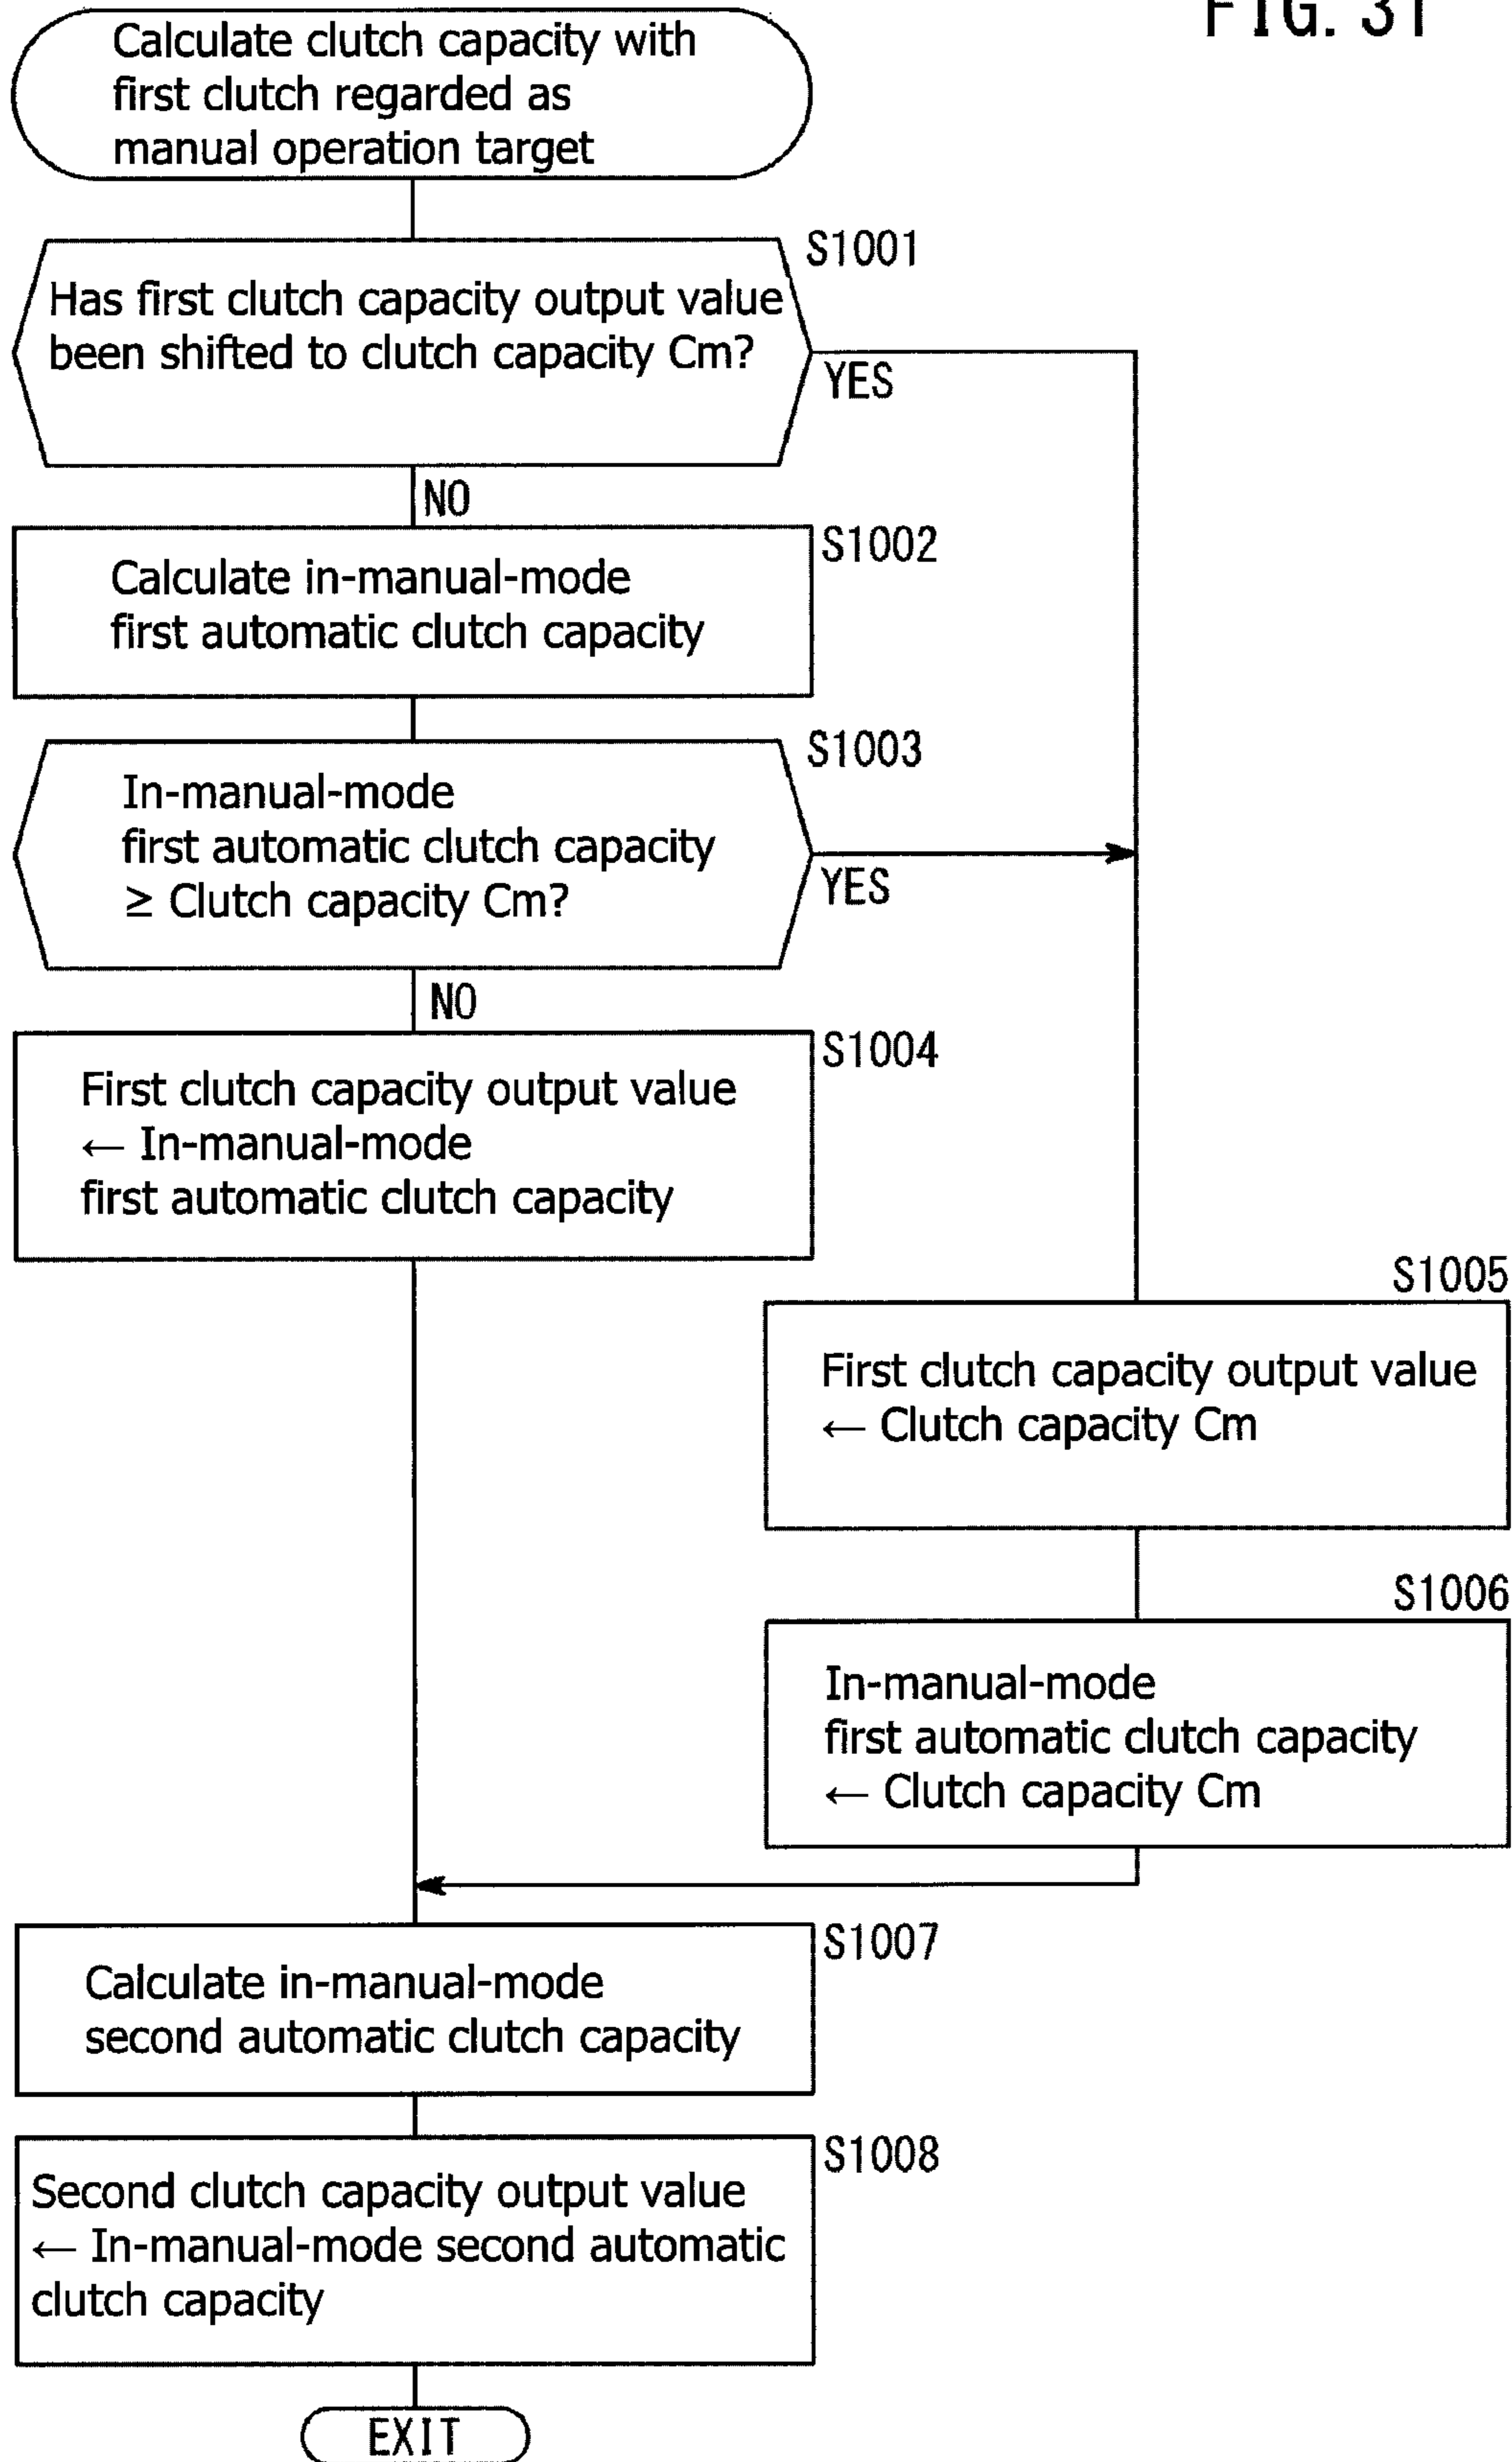 FIG. 31
Calculate clutch capacity with
first clutch regarded as
manual operation target
S1001
Has first clutch capacity output value
been shifted to clutch capacity Cm?
YES
NO
S1002
Calculate in-manual-mode
first automatic clutch capacity
S1003
In-manual-mode
first automatic clutch capacity
≥ Clutch capacity Cm?
YES
NO
S1004
First clutch capacity output value
← In-manual-mode
first automatic clutch capacity
S1005
First clutch capacity output value
← Clutch capacity Cm
S1006
In-manual-mode
first automatic clutch capacity
← Clutch capacity Cm
S1007
Calculate in-manual-mode
second automatic clutch capacity
S1008
Second clutch capacity output value
← In-manual-mode second automatic
clutch capacity
EXIT